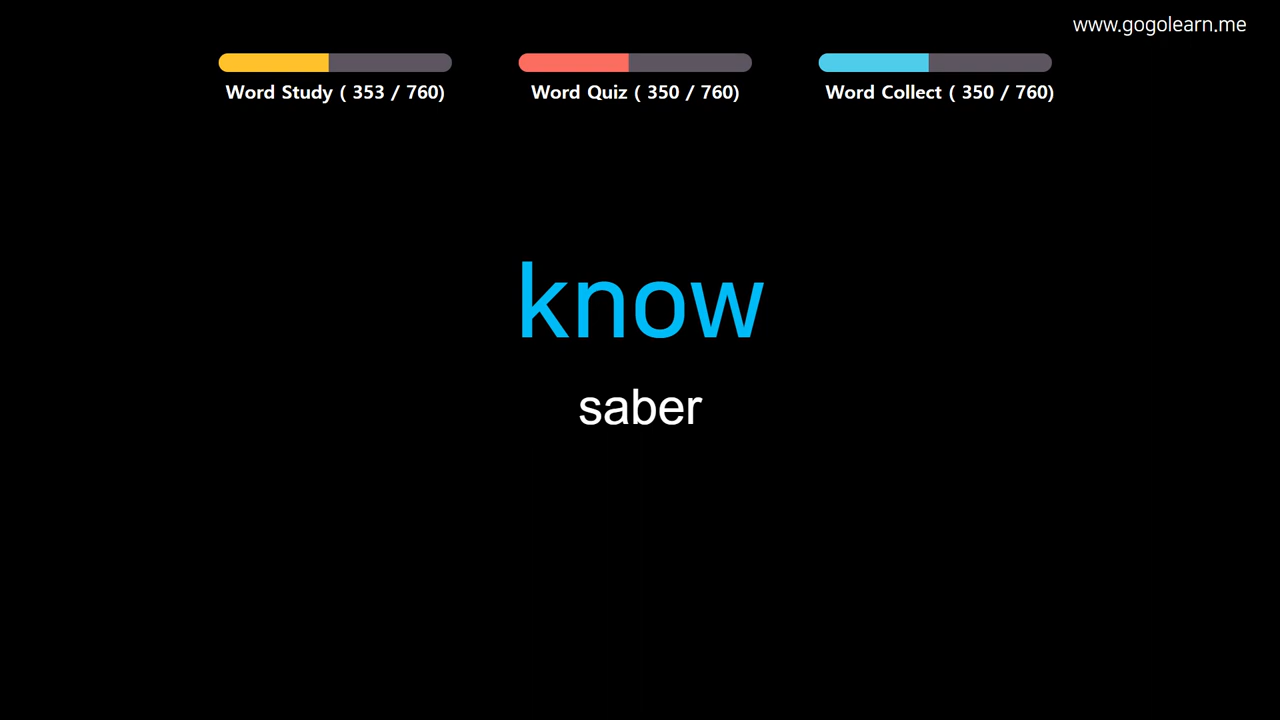 www.gogolearn.me
Word Study ( 353 / 760)
Word Quiz ( 350 / 760)
Word Collect ( 350 / 760)
know
saber